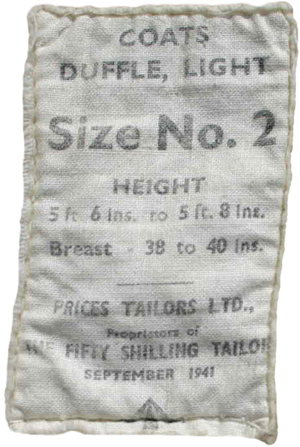 COATS
DUFFLE, LIGHT
Size No. 2
HEIGHT
5 ft. 6 ins. to 5 ft. 8 ins.
Breast - 38 to 40 ins.
PRICES TAILORS LTD.,
Proprietors of
THE FIFTY SHILLING TAILOR
SEPTEMBER 1941